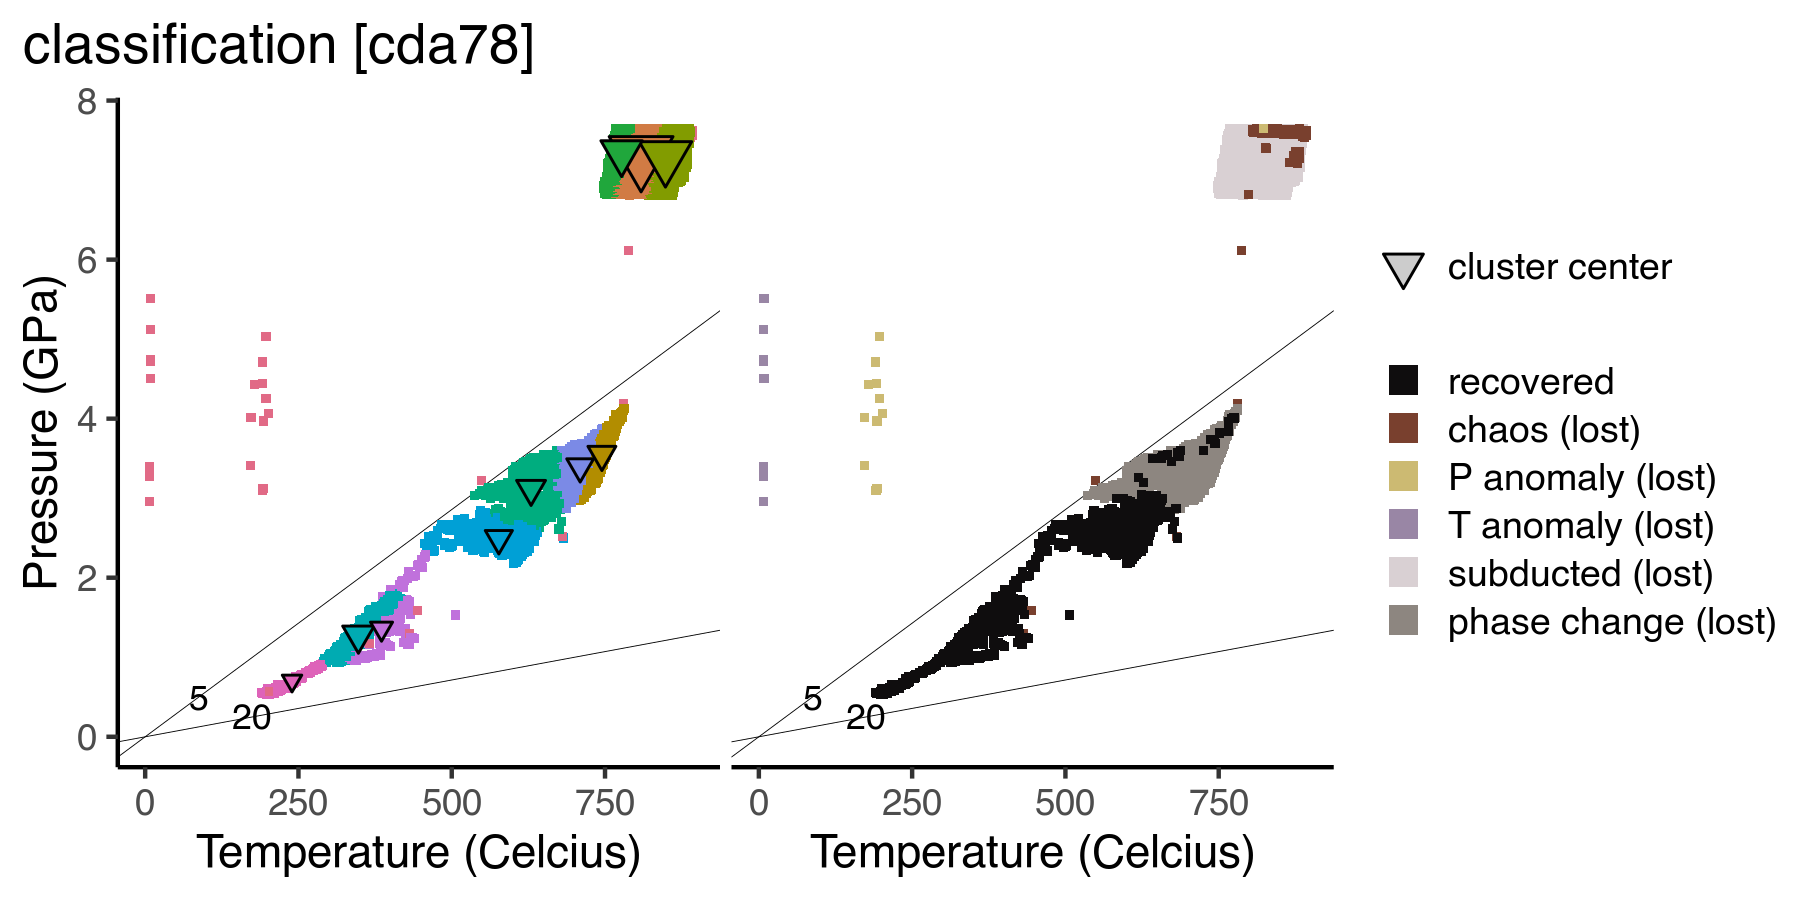 classification [cda78]
8
6
4
2
0
Pressure (GPa)
5
20
5
20
0 250 500 750
0 250 500 750
Temperature (Celcius)
Temperature (Celcius)
cluster center
recovered
chaos (lost)
P anomaly (lost)
T anomaly (lost)
subducted (lost)
phase change (lost)